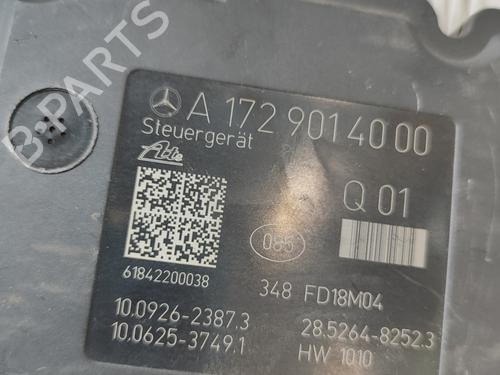 B-PARTS
A 172 901 40 00
Steuergerät
Ate
Q 01
055
61842200038
348 FD18M04
10.0926-2387.3
28.5264-8252.3
10.0625-3749.1
HW 1010